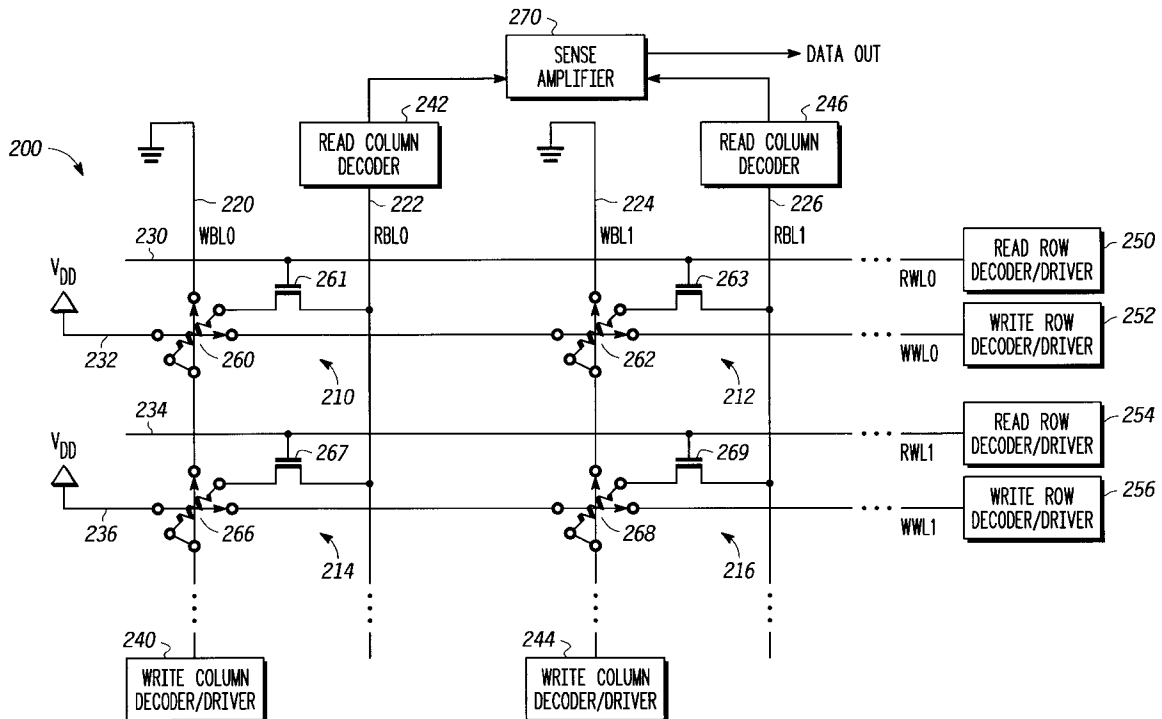 270
SENSE
AMPLIFIER
DATA OUT
242
READ COLUMN
DECODER
246
READ COLUMN
DECODER
200
220
222
224
226
WBL0
RBL0
WBL1
RBL1
230
RWL0
READ ROW
DECODER/DRIVER
250
VDD
261
263
232
260
262
WWL0
WRITE ROW
DECODER/DRIVER
252
210
212
234
RWL1
READ ROW
DECODER/DRIVER
254
VDD
267
269
236
266
268
WWL1
WRITE ROW
DECODER/DRIVER
256
214
216
240
WRITE COLUMN
DECODER/DRIVER
244
WRITE COLUMN
DECODER/DRIVER